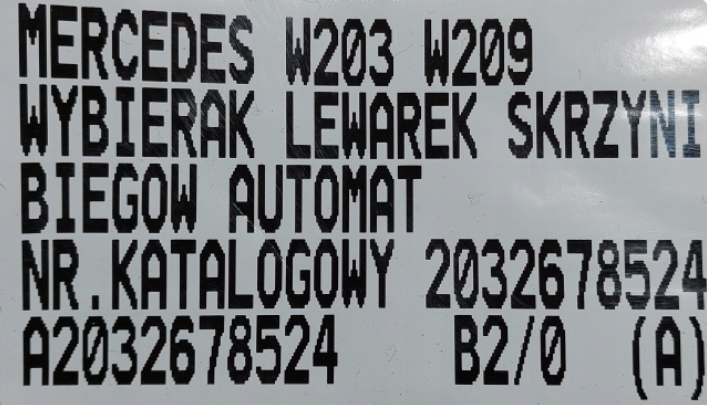 MERCEDES W203 W209
WYBIERAK LEWAREK SKRZYNI
BIEGOW AUTOMAT
NR.KATALOGOWY 2032678524
A2032678524 B2/0 (A)